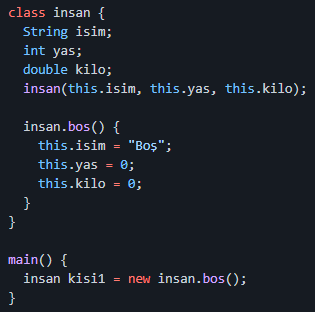 class insan {
  String isim;
  int yas;
  double kilo;
  insan(this.isim, this.yas, this.kilo);

  insan.bos() {
    this.isim = "Boş";
    this.yas = 0;
    this.kilo = 0;
  }
}

main() {
  insan kisi1 = new insan.bos();
}